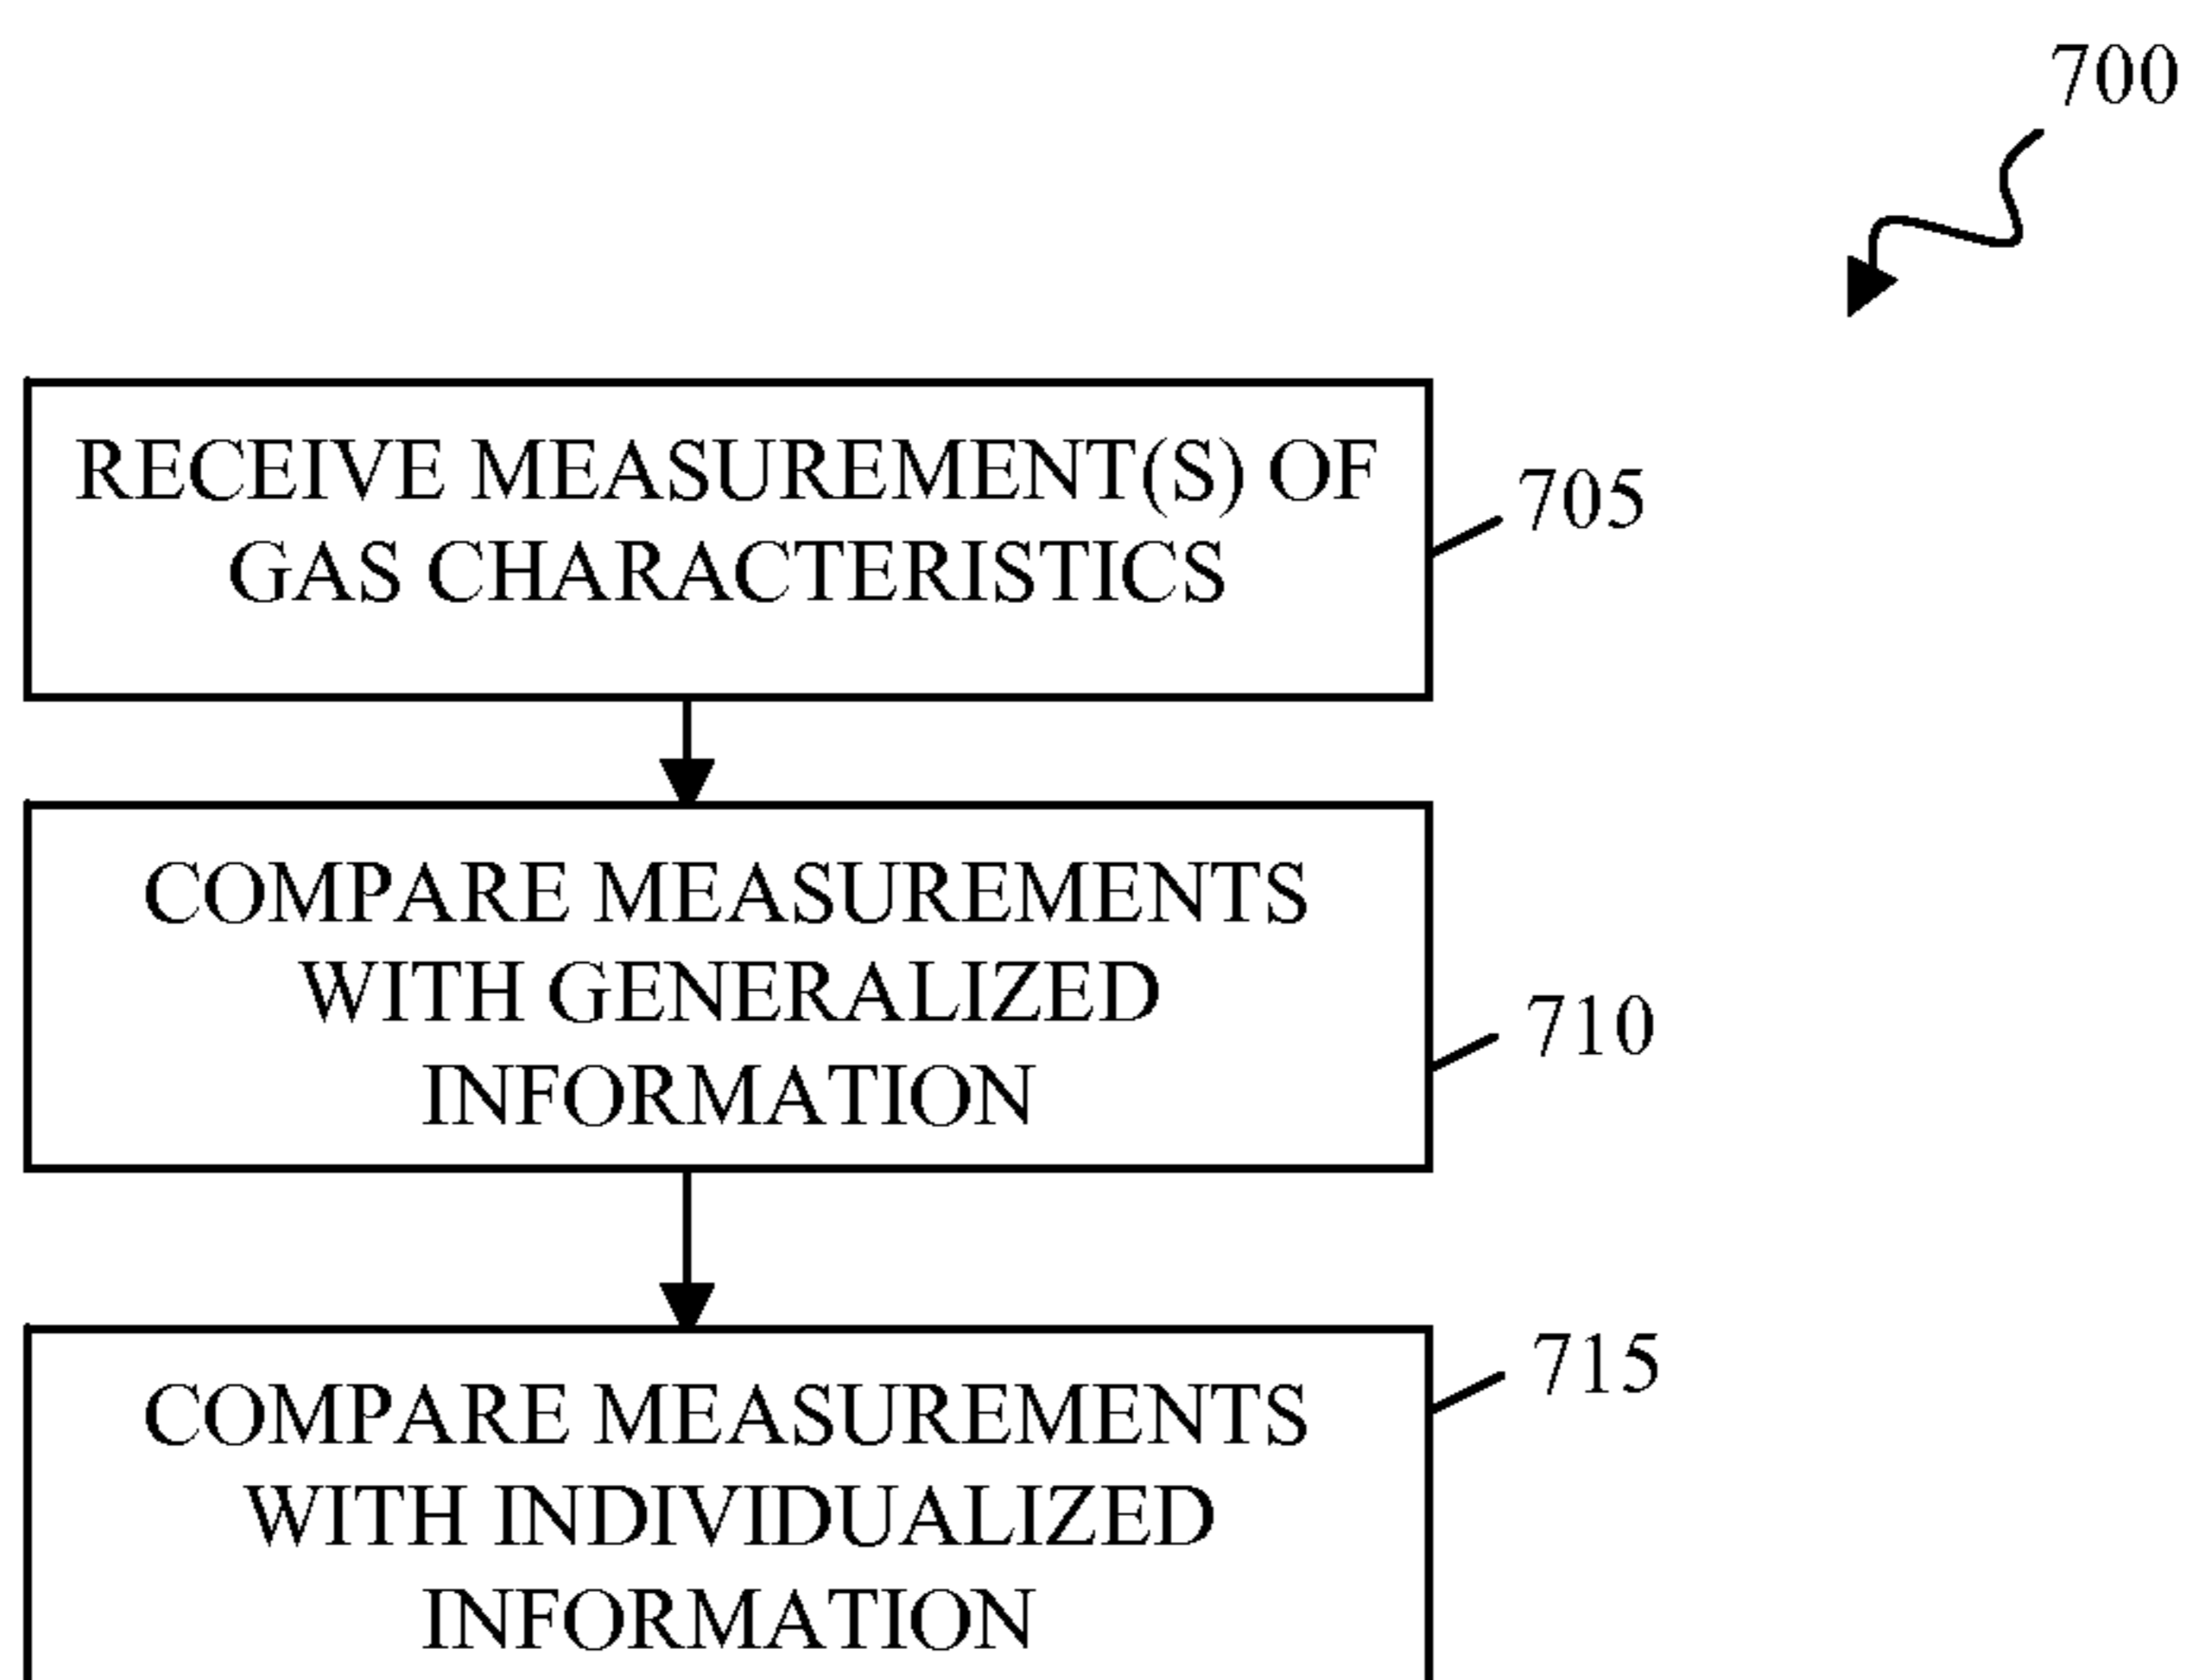 700
RECEIVE MEASUREMENT(S) OF
GAS CHARACTERISTICS
705
COMPARE MEASUREMENTS
WITH GENERALIZED
INFORMATION
710
715
COMPARE MEASUREMENTS
WITH INDIVIDUALIZED
INFORMATION